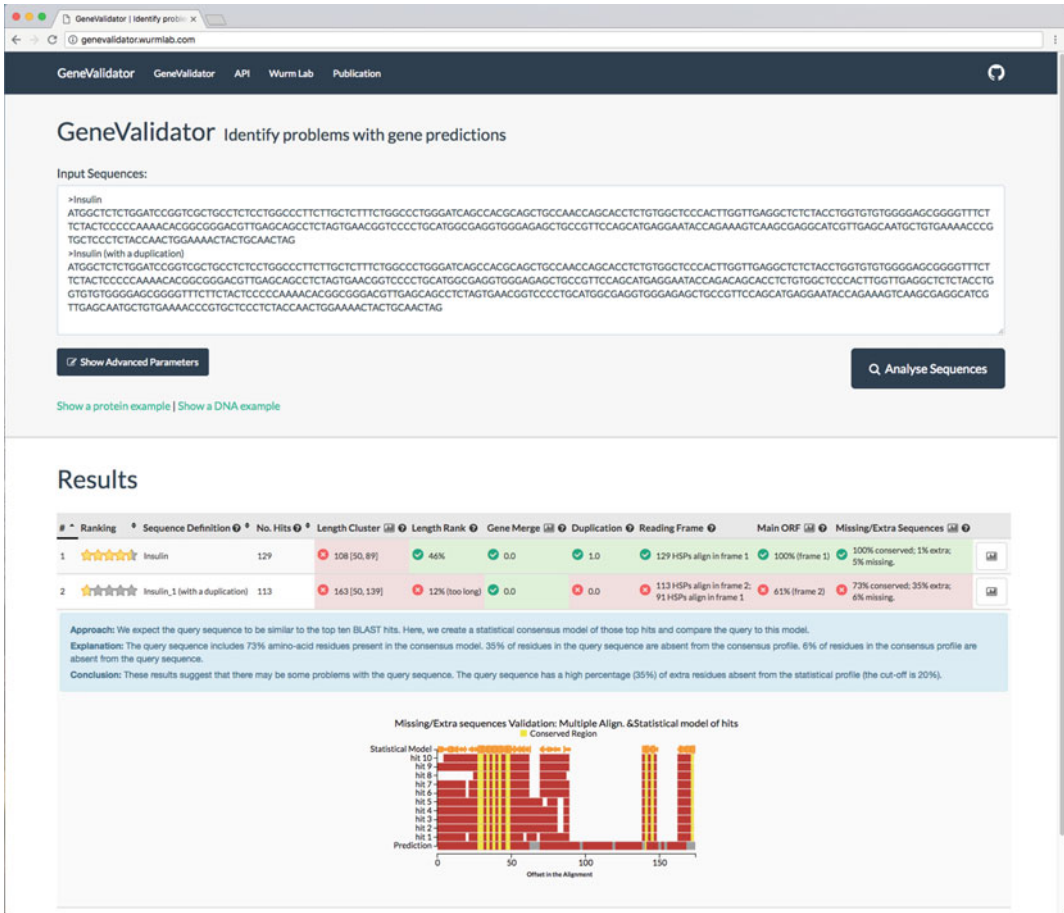 GeneValidator | Identify proble
genevalidator.wurmlab.com
GeneValidator GeneValidator API Wurm Lab Publication
GeneValidator Identify problems with gene predictions
Input Sequences:
>Insulin
ATGGCTCTCTGGATCCGGTCGCTGCCTCTCCTGGCCCTTCTTGCTCTTTCTGGCCCTGGGATCAGCCACGCAGCTGCCAACCAGCACCTCTGTGGCTCCCACTTGGTTGAGGCTCTCTACCTGGTGTGTGGGGAGCGGGGTTTCT
TCTACTCCCCCAAAACACGGCGGGACGTTGAGCAGCCTCTAGTGAACGGTCCCCTGCATGGCGAGGTGGGAGAGCTGCCGTTCCAGCATGAGGAATACCAGAAAGTCAAGCGAGGCATCGTTGAGCAATGCTGTGAAAACCCG
TGCTCCCTCTACCAACTGGAAAACTACTGCAACTAG
>Insulin (with a duplication)
ATGGCTCTCTGGATCCGGTCGCTGCCTCTCCTGGCCCTTCTTGCTCTTTCTGGCCCTGGGATCAGCCACGCAGCTGCCAACCAGCACCTCTGTGGCTCCCACTTGGTTGAGGCTCTCTACCTGGTGTGTGGGGAGCGGGGTTTCT
TCTACTCCCCCAAAACACGGCGGGACGTTGAGCAGCCTCTAGTGAACGGTCCCCTGCATGGCGAGGTGGGAGAGCTGCCGTTCCAGCATGAGGAATACCAGACAGCACCTCTGTGGCTCCCACTTGGTTGAGGCTCTCTACCTG
GTGTGTGGGGAGCGGGGTTTCTTCTACTCCCCCAAAACACGGCGGGACGTTGAGCAGCCTCTAGTGAACGGTCCCCTGCATGGCGAGGTGGGAGAGCTGCCGTTCCAGCATGAGGAATACCAGAAAGTCAAGCGAGGCATCG
TTGAGCAATGCTGTGAAAACCCGTGCTCCCTCTACCAACTGGAAAACTACTGCAACTAG
Show Advanced Parameters
Analyse Sequences
Show a protein example | Show a DNA example
Results
# Ranking Sequence Definition No. Hits Length Cluster Length Rank Gene Merge Duplication Reading Frame Main ORF Missing/Extra Sequences
1 Insulin 129 108 [50, 89] 46% 0.0 1.0 129 HSPs align in frame 1 100% (frame 1) 100% conserved; 1% extra;
5% missing.
2 Insulin_1 (with a duplication) 113 163 [50, 139] 12% (too long) 0.0 0.0 113 HSPs align in frame 2; 61% (frame 2) 73% conserved; 35% extra;
91 HSPs align in frame 1 6% missing.
Approach: We expect the query sequence to be similar to the top ten BLAST hits. Here, we create a statistical consensus model of those top hits and compare the query to this model.
Explanation: The query sequence includes 73% amino-acid residues present in the consensus model. 35% of residues in the query sequence are absent from the consensus profile. 6% of residues in the consensus profile are
absent from the query sequence.
Conclusion: These results suggest that there may be some problems with the query sequence. The query sequence has a high percentage (35%) of extra residues absent from the statistical profile (the cut-off is 20%).
Missing/Extra sequences Validation: Multiple Align. &Statistical model of hits
Conserved Region
Statistical Model
hit 10
hit 9
hit 8
hit 7
hit 6
hit 5
hit 4
hit 3
hit 2
hit 1
Prediction
0 50 100 150
Offset in the Alignment